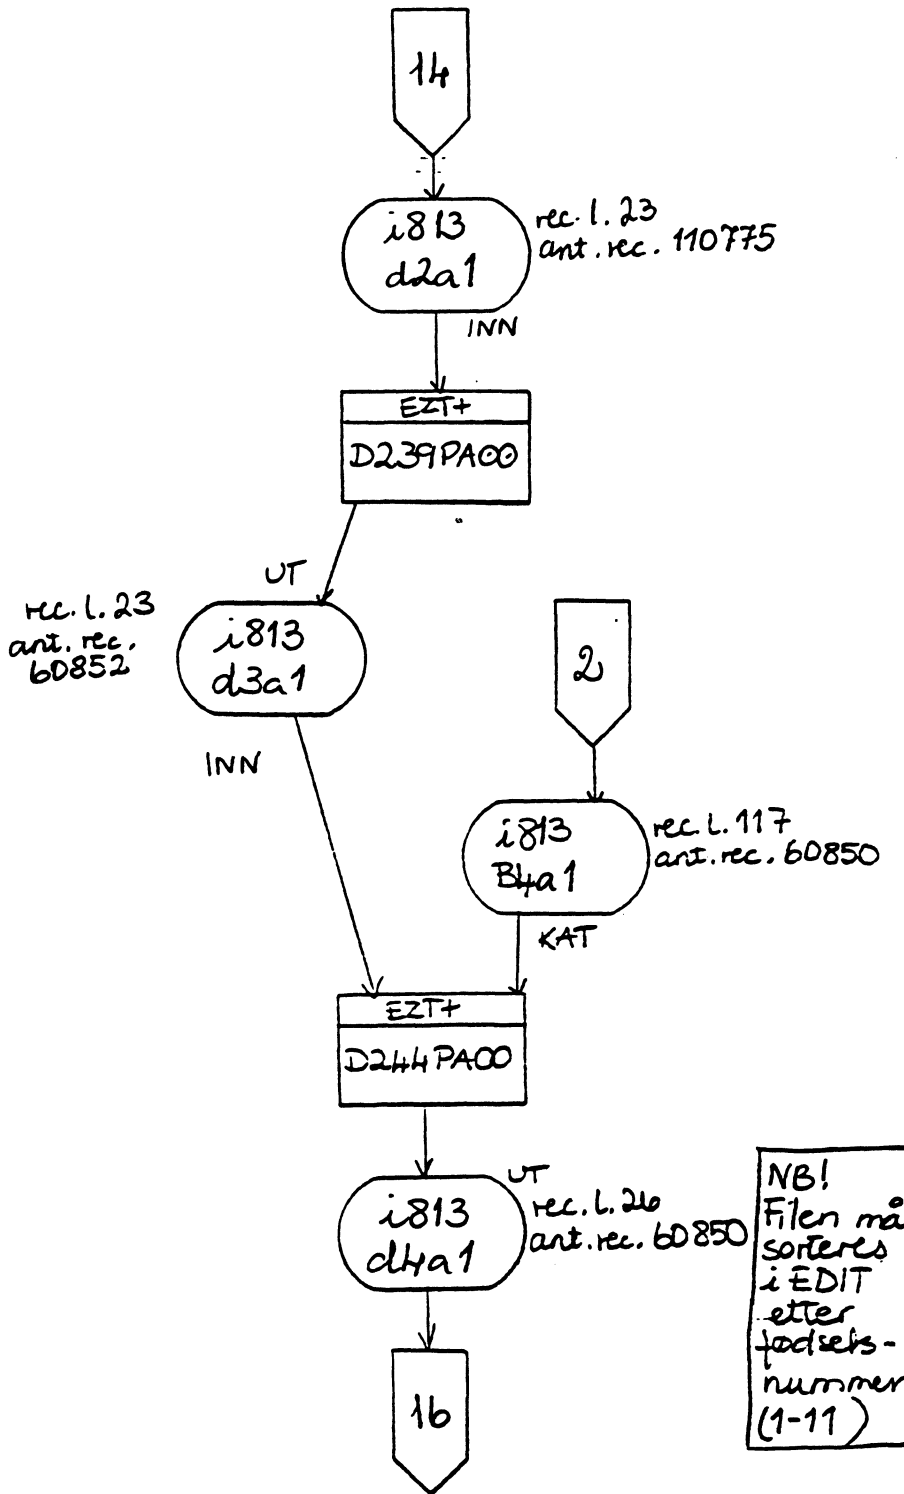 14
i813
d2a1
rec. l. 23
ant. rec. 110775
INN
EZT+
D239PA00
UT
rec. l. 23
ant. rec.
60852
i813
d3a1
INN
2
i813
B4a1
rec. l. 117
ant. rec. 60850
KAT
EZT+
D244PA00
UT
i813
d4a1
rec. l. 26
ant. rec. 60850
NB!
Filen må
sorteres
i EDIT
etter
fødsels-
nummer
(1-11)
16